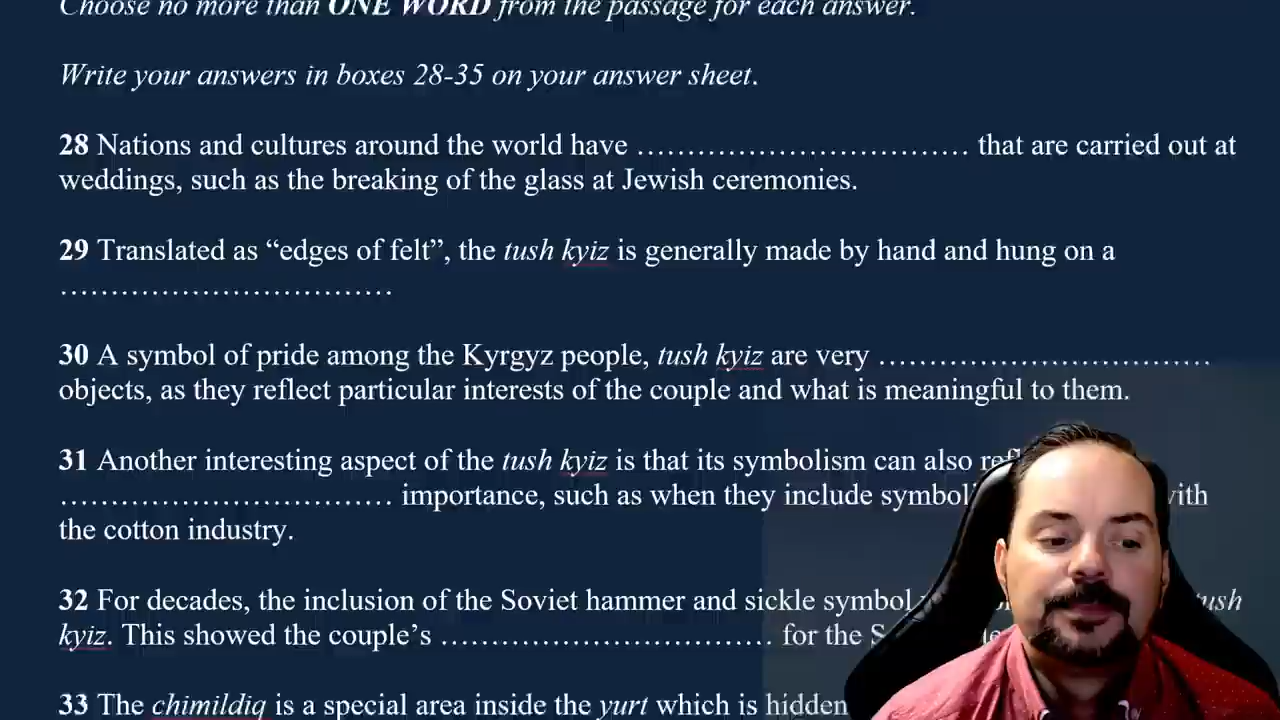 Choose no more than ONE WORD from the passage for each answer.
Write your answers in boxes 28-35 on your answer sheet.
28 Nations and cultures around the world have ................................. that are carried out at
weddings, such as the breaking of the glass at Jewish ceremonies.
29 Translated as “edges of felt”, the tush kyiz is generally made by hand and hung on a
.................................
30 A symbol of pride among the Kyrgyz people, tush kyiz are very .................................
objects, as they reflect particular interests of the couple and what is meaningful to them.
31 Another interesting aspect of the tush kyiz is that its symbolism can also
................................. importance, such as when they include with
the cotton industry.
32 For decades, the inclusion of the Soviet hammer and sickle symbol tush
kyiz. This showed the couple’s ................................. for the
33 The chimildiq is a special area inside the yurt which is hidden